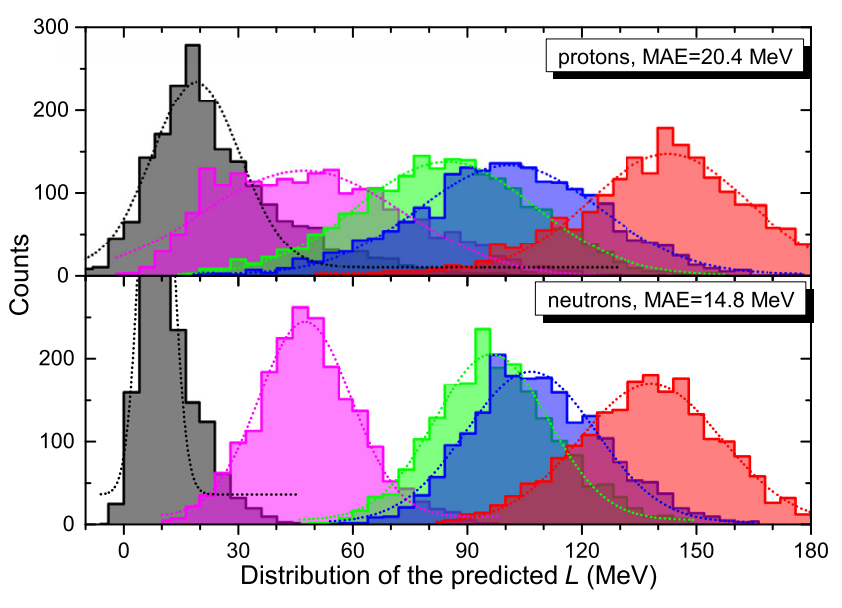 300
protons, MAE=20.4 MeV
200
100
0
Counts
neutrons, MAE=14.8 MeV
200
100
0
0 30 60 90 120 150 180
Distribution of the predicted L (MeV)